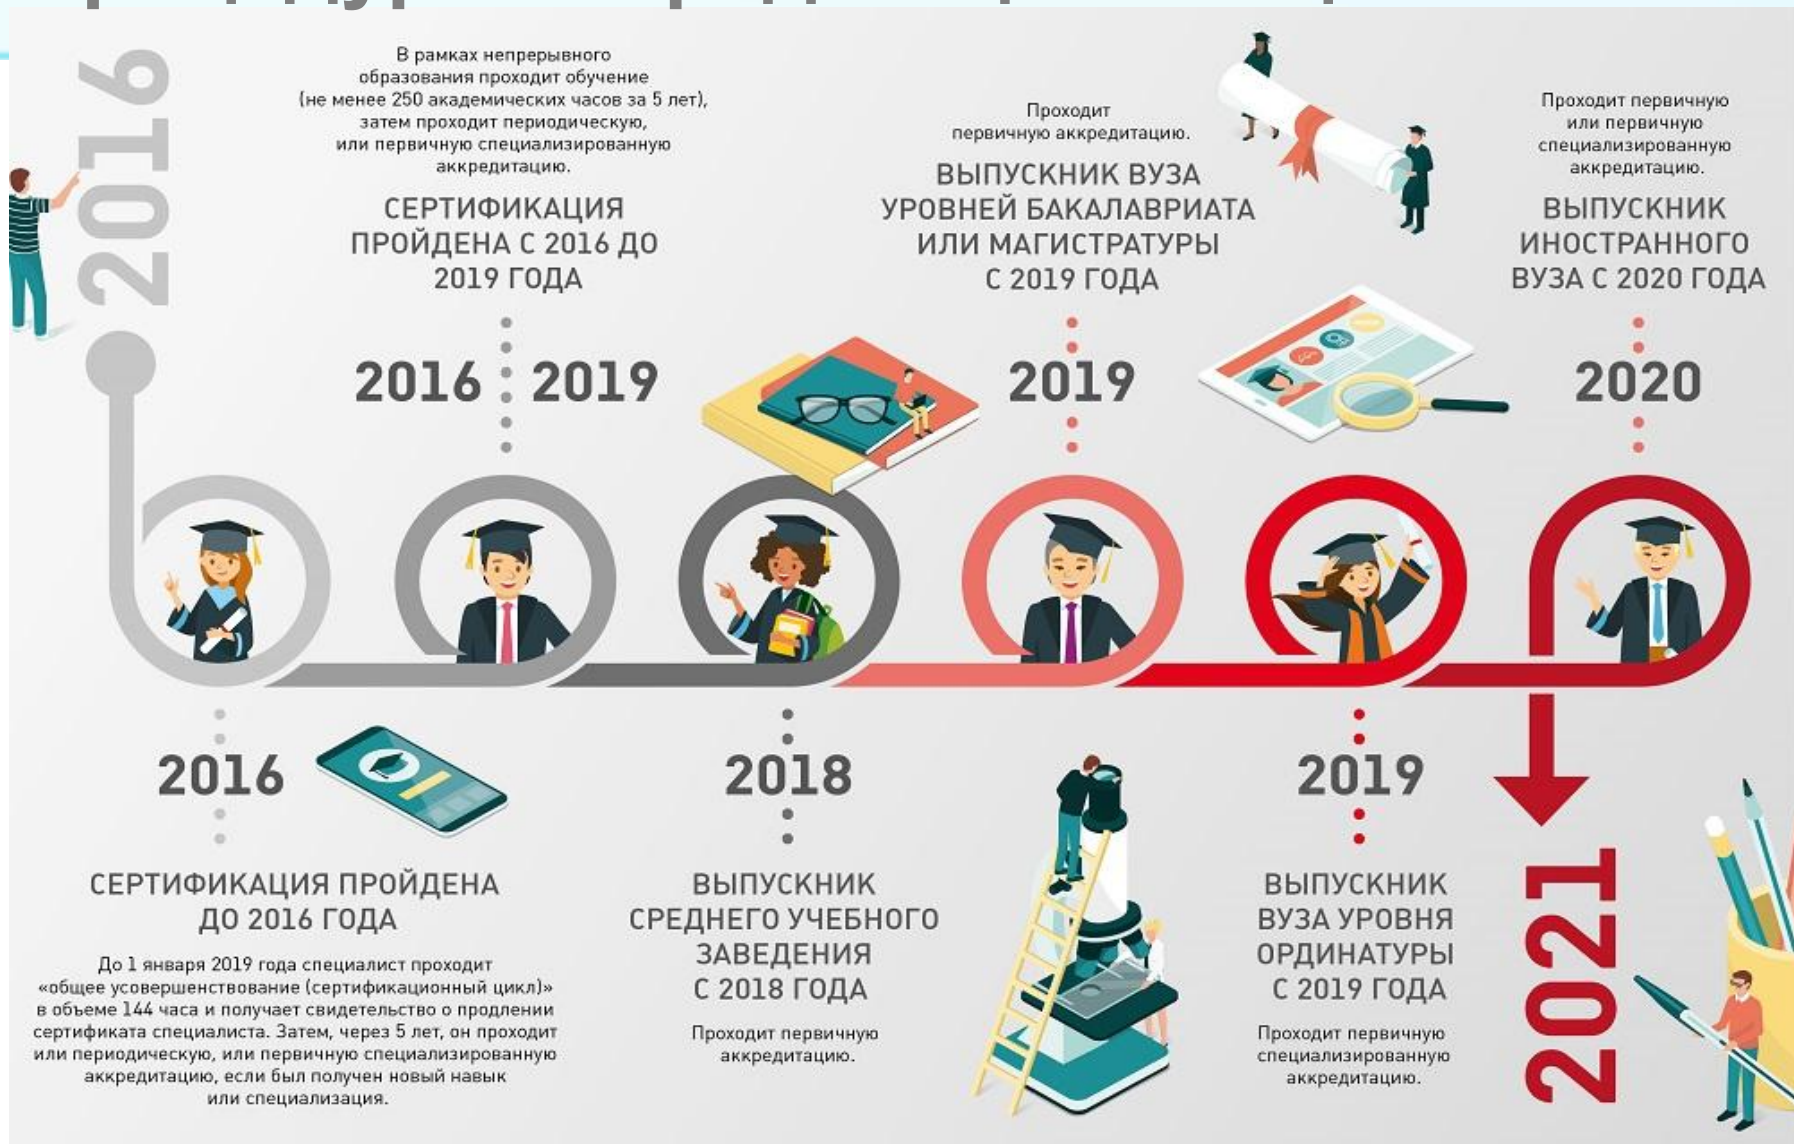 2016
В рамках непрерывного
образования проходит обучение
(не менее 250 академических часов за 5 лет),
затем проходит периодическую,
или первичную специализированную
аккредитацию.
СЕРТИФИКАЦИЯ
ПРОЙДЕНА С 2016 ДО
2019 ГОДА
2016 2019
Проходит
первичную аккредитацию.
ВЫПУСКНИК ВУЗА
УРОВНЕЙ БАКАЛАВРИАТА
ИЛИ МАГИСТРАТУРЫ
С 2019 ГОДА
2019
Проходит первичную
или первичную
специализированную
аккредитацию.
ВЫПУСКНИК
ИНОСТРАННОГО
ВУЗА С 2020 ГОДА
2020
2016
СЕРТИФИКАЦИЯ ПРОЙДЕНА
ДО 2016 ГОДА
До 1 января 2019 года специалист проходит
«общее усовершенствование (сертификационный цикл)»
в объеме 144 часа и получает свидетельство о продлении
сертификата специалиста. Затем, через 5 лет, он проходит
или периодическую, или первичную специализированную
аккредитацию, если был получен новый навык
или специализация.
2018
ВЫПУСКНИК
СРЕДНЕГО УЧЕБНОГО
ЗАВЕДЕНИЯ
С 2018 ГОДА
Проходит первичную
аккредитацию.
2019
ВЫПУСКНИК
ВУЗА УРОВНЯ
ОРДИНАТУРЫ
С 2019 ГОДА
Проходит первичную
специализированную
аккредитацию.
2021